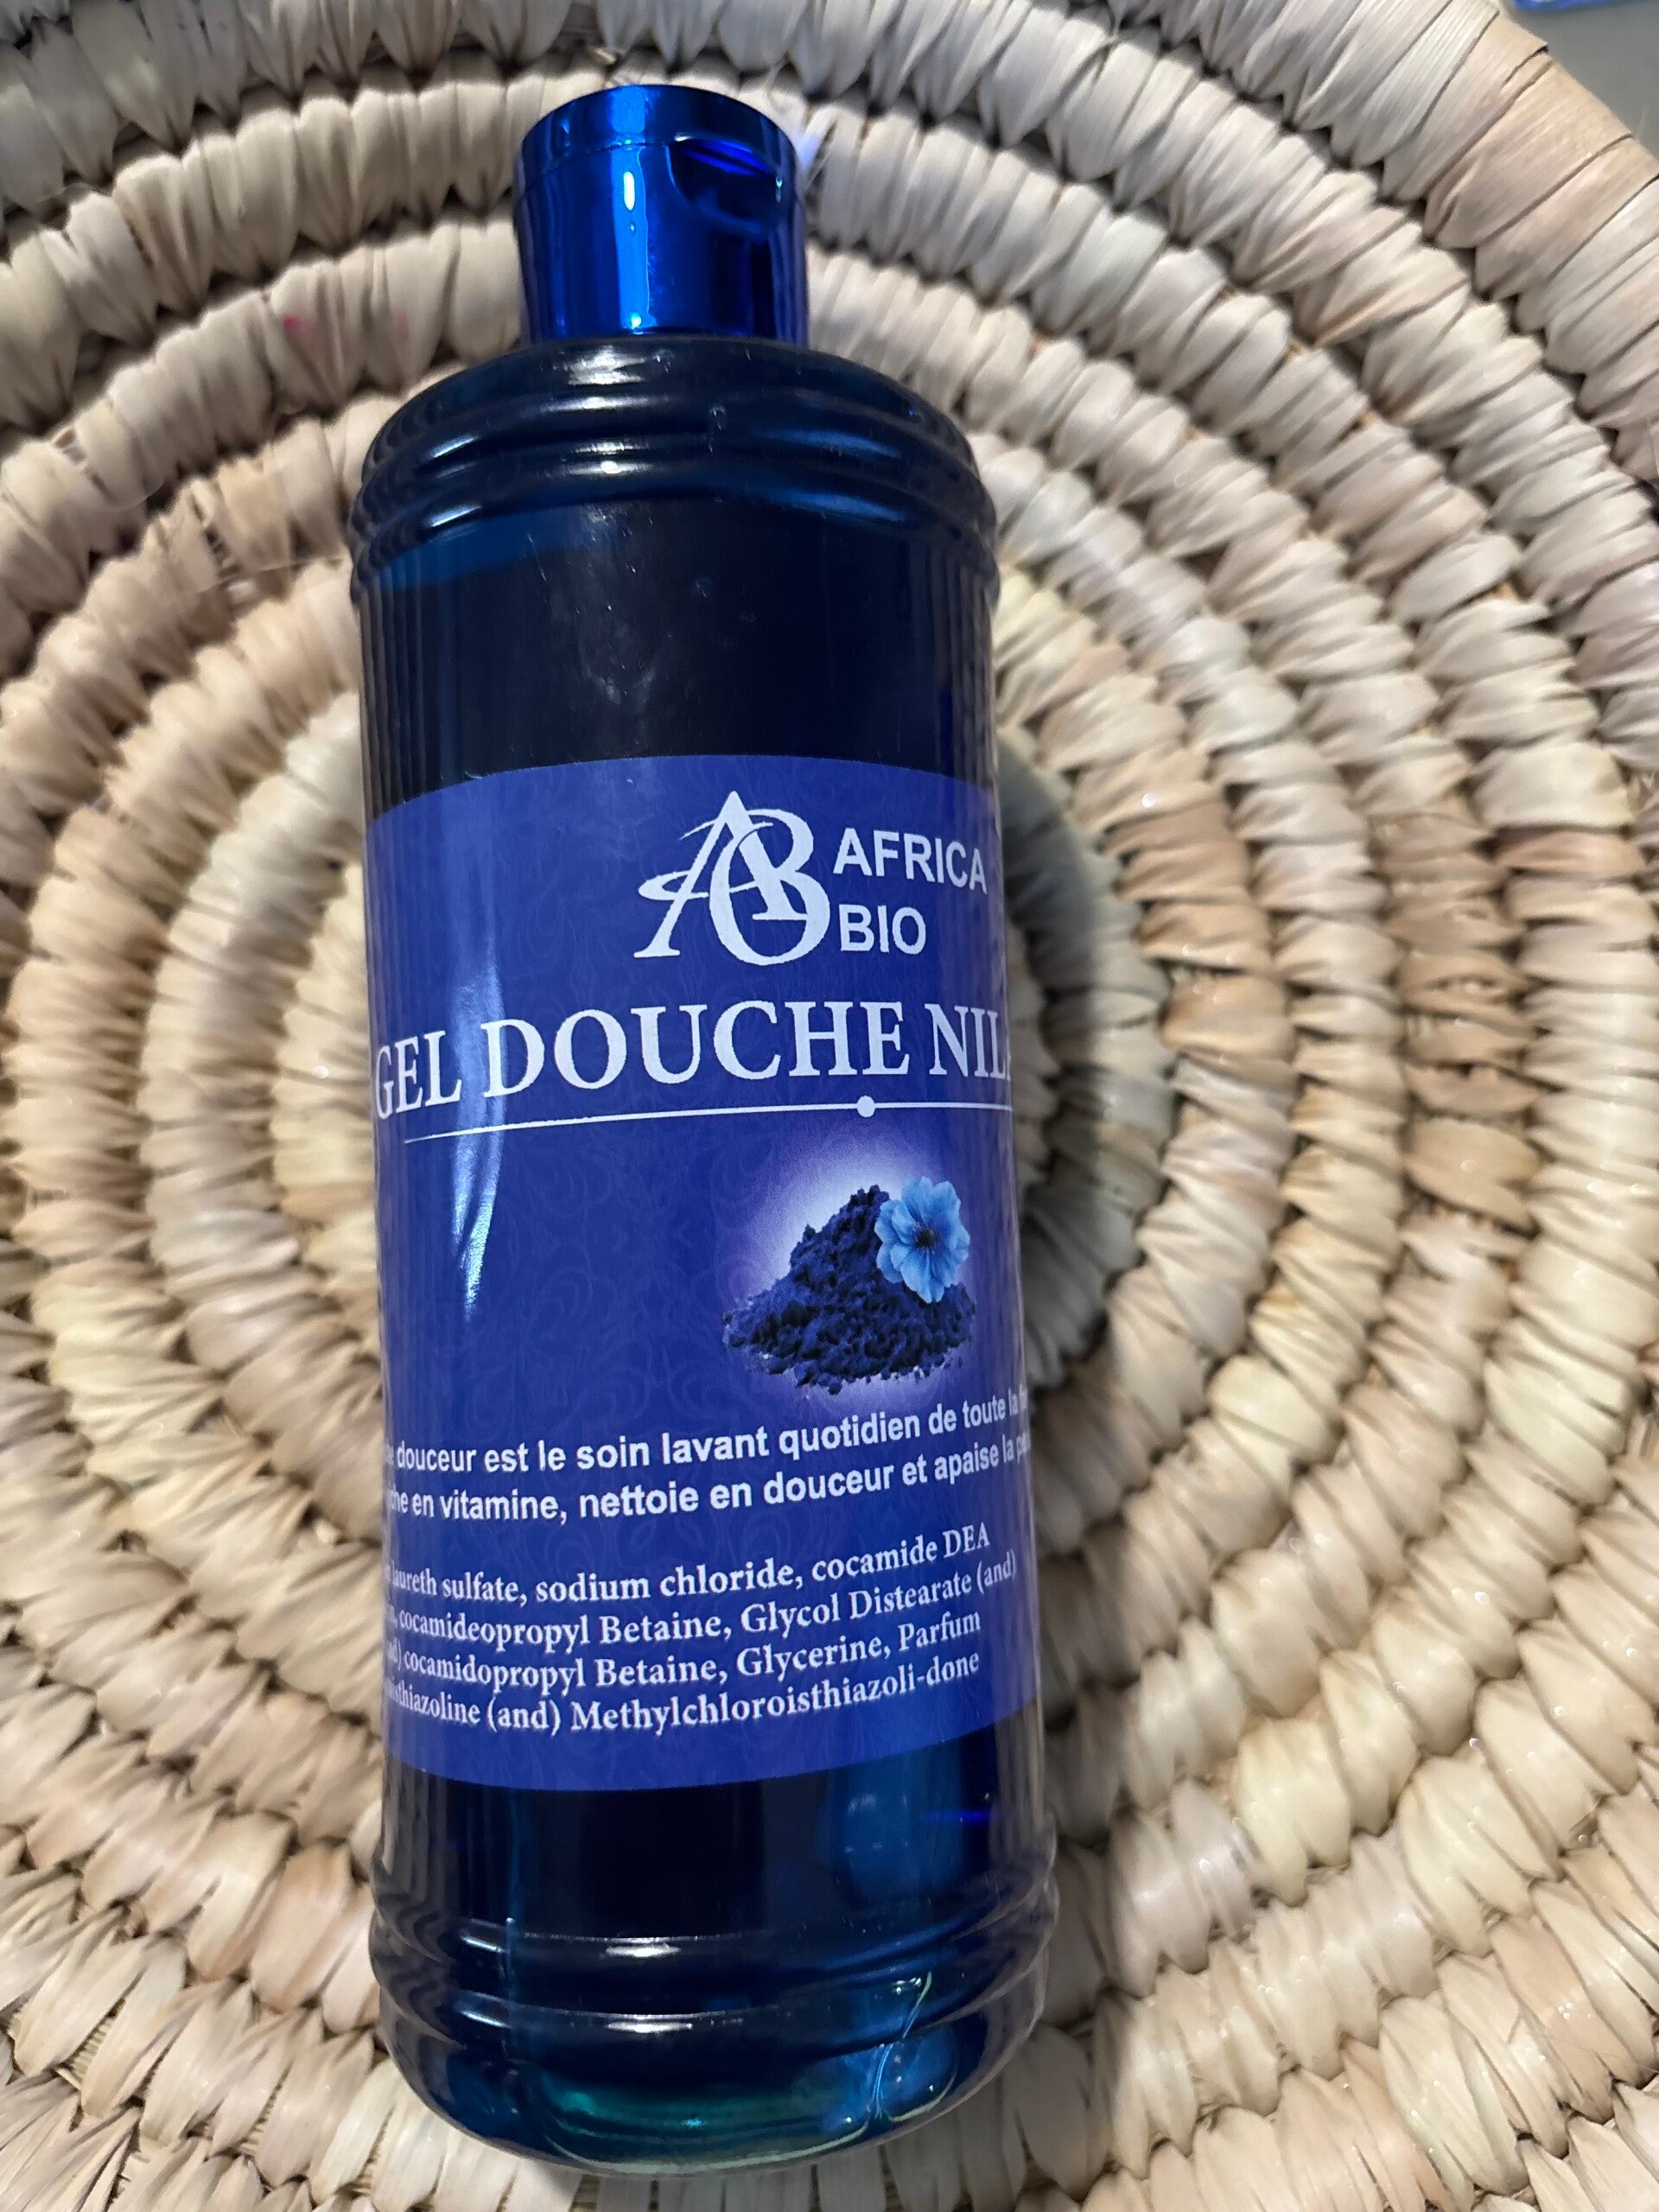 AB AFRICA
BIO
GEL DOUCHE
douceur est le soin lavant quotidien de toute la
en vitamine, nettoie en douceur et apaise la
laureth sulfate, sodium chloride, cocamide DEA
cocamideopropyl Betaine, Glycol Distearate (and)
cocamidopropyl Betaine, Glycerine, Parfum
(and) Methylchloroisthiazoli-done